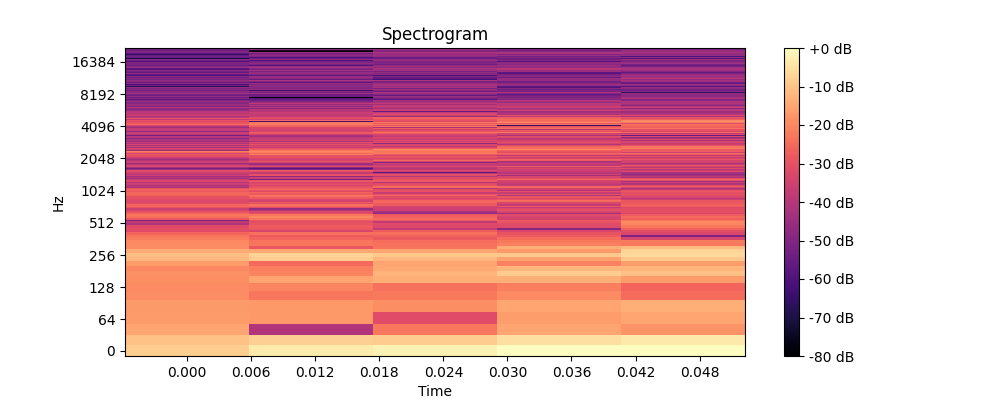 Spectrogram
Hz
16384
8192
4096
2048
1024
512
256
128
64
0
0.000 0.006 0.012 0.018 0.024 0.030 0.036 0.042 0.048
Time
+0 dB
-10 dB
-20 dB
-30 dB
-40 dB
-50 dB
-60 dB
-70 dB
-80 dB